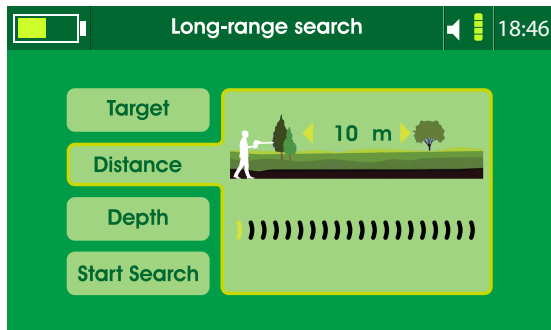 Long-range search
18:46
Target
10 m
Distance
Depth
Start Search